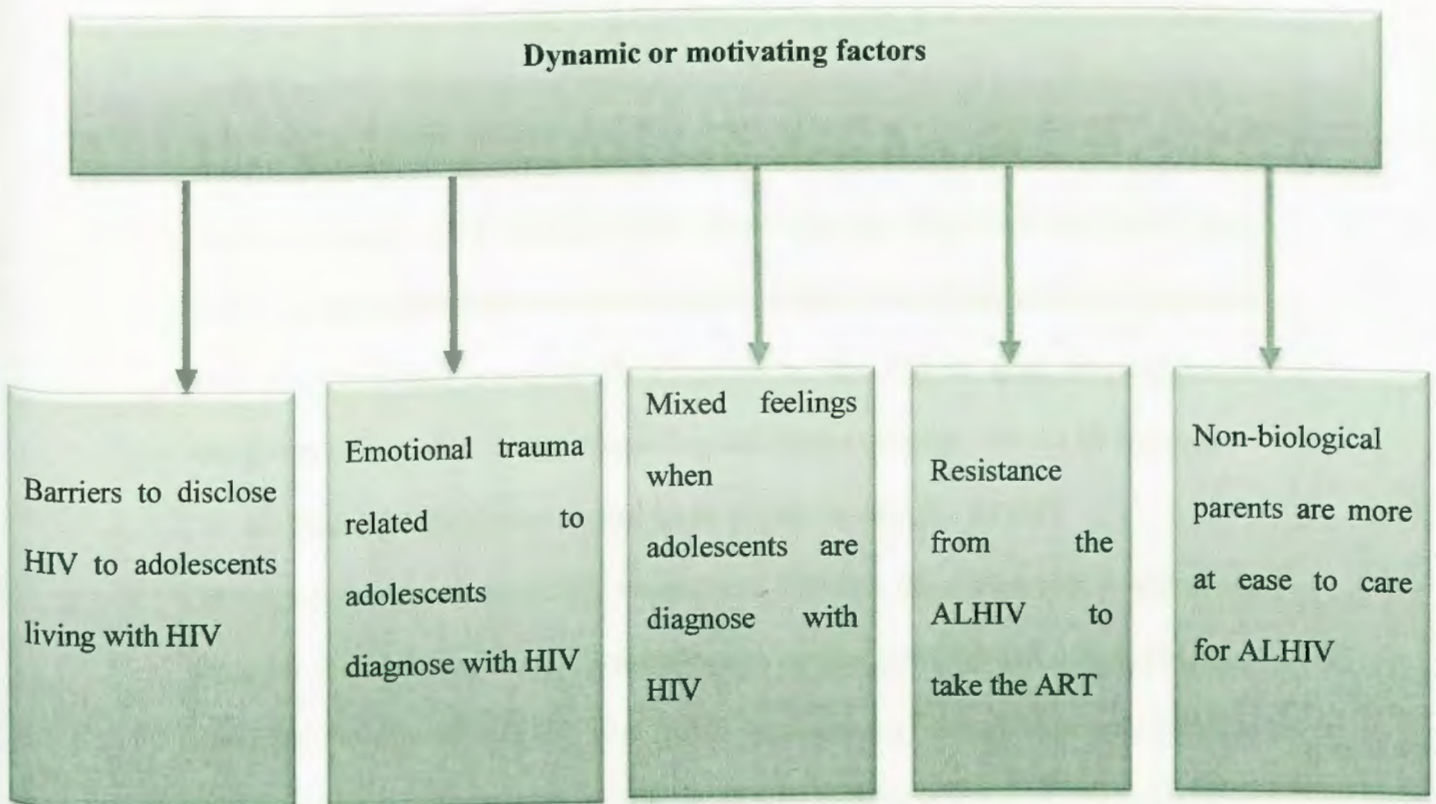 Dynamic or motivating factors
Barriers to disclose
HIV to adolescents
living with HIV
Emotional trauma
related to
adolescents
diagnose with HIV
Mixed feelings
when
adolescents are
diagnose with
HIV
Resistance
from the
ALHIV to
take the ART
Non-biological
parents are more
at ease to care
for ALHIV